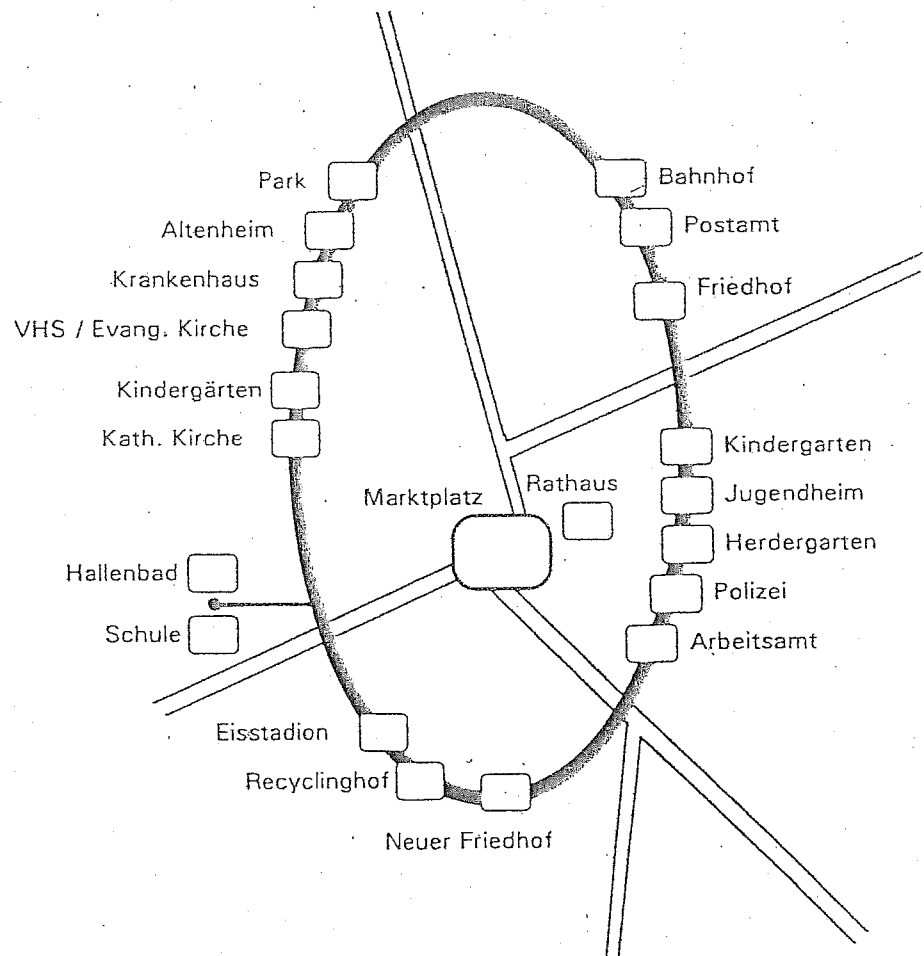 Park
Bahnhof
Altenheim
Postamt
Krankenhaus
Friedhof
VHS / Evang. Kirche
Kindergärten
Kath. Kirche
Kindergarten
Marktplatz
Rathaus
Jugendheim
Herdergarten
Hallenbad
Polizei
Schule
Arbeitsamt
Eisstadion
Recyclinghof
Neuer Friedhof